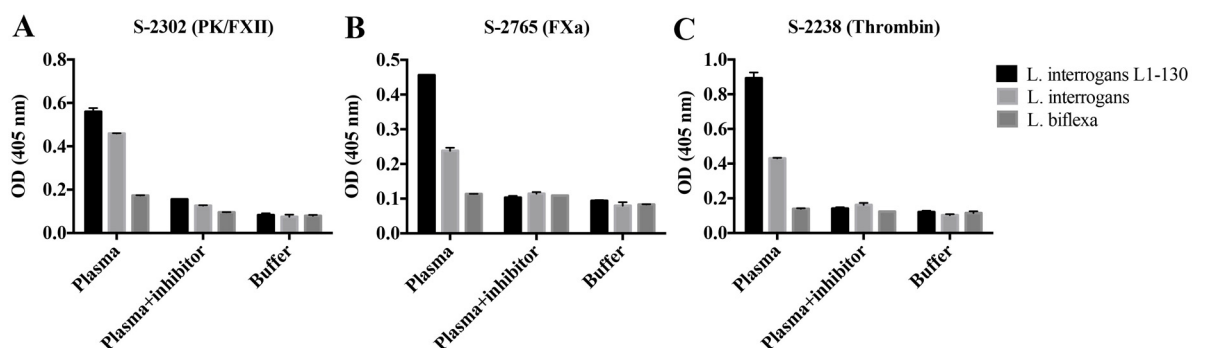 A
S-2302 (PK/FXII)
OD (405 nm)
0.8
0.6
0.4
0.2
0.0
Plasma
Plasma+inhibitor
Buffer
B
S-2765 (FXa)
OD (405 nm)
0.5
0.4
0.3
0.2
0.1
0.0
Plasma
Plasma+inhibitor
Buffer
C
S-2238 (Thrombin)
OD (405 nm)
1.0
0.8
0.6
0.4
0.2
0.0
Plasma
Plasma+inhibitor
Buffer
L. interrogans L1-130
L. interrogans
L. biflexa